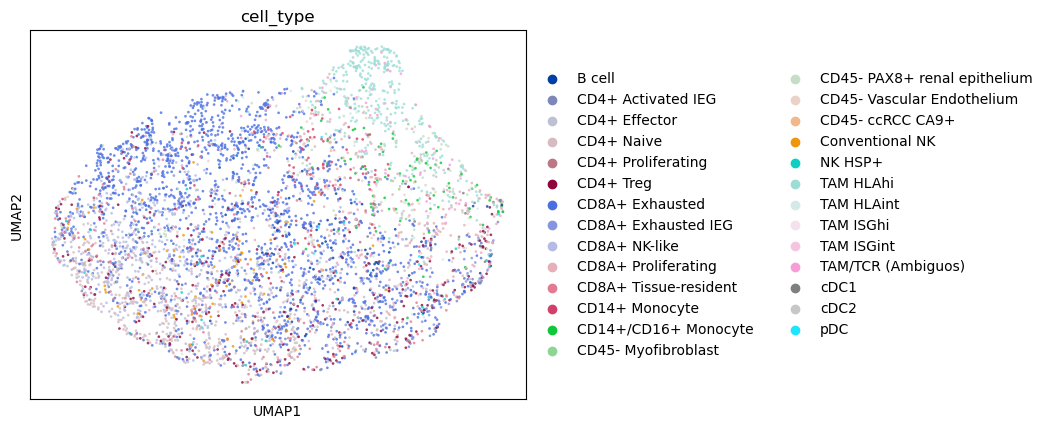 cell_type
UMAP2
UMAP1
B cell
CD4+ Activated IEG
CD4+ Effector
CD4+ Naive
CD4+ Proliferating
CD4+ Treg
CD8A+ Exhausted
CD8A+ Exhausted IEG
CD8A+ NK-like
CD8A+ Proliferating
CD8A+ Tissue-resident
CD14+ Monocyte
CD14+/CD16+ Monocyte
CD45- Myofibroblast
CD45- PAX8+ renal epithelium
CD45- Vascular Endothelium
CD45- ccRCC CA9+
Conventional NK
NK HSP+
TAM HLAhi
TAM HLAint
TAM ISGhi
TAM ISGint
TAM/TCR (Ambiguos)
cDC1
cDC2
pDC